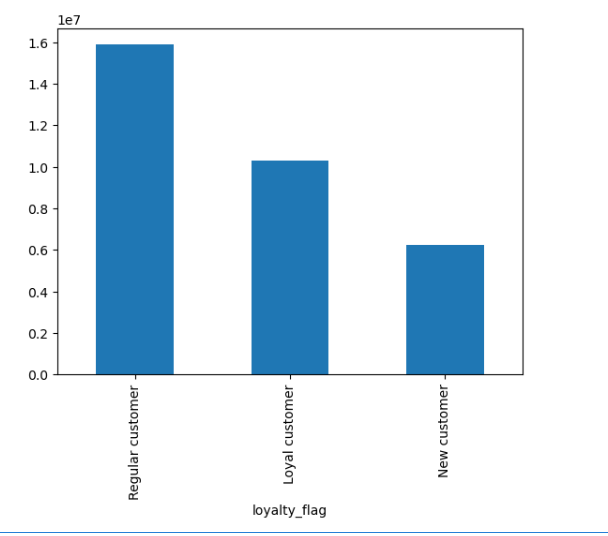 1e7
1.6
1.4
1.2
1.0
0.8
0.6
0.4
0.2
0.0
Regular customer
Loyal customer
New customer
loyalty_flag